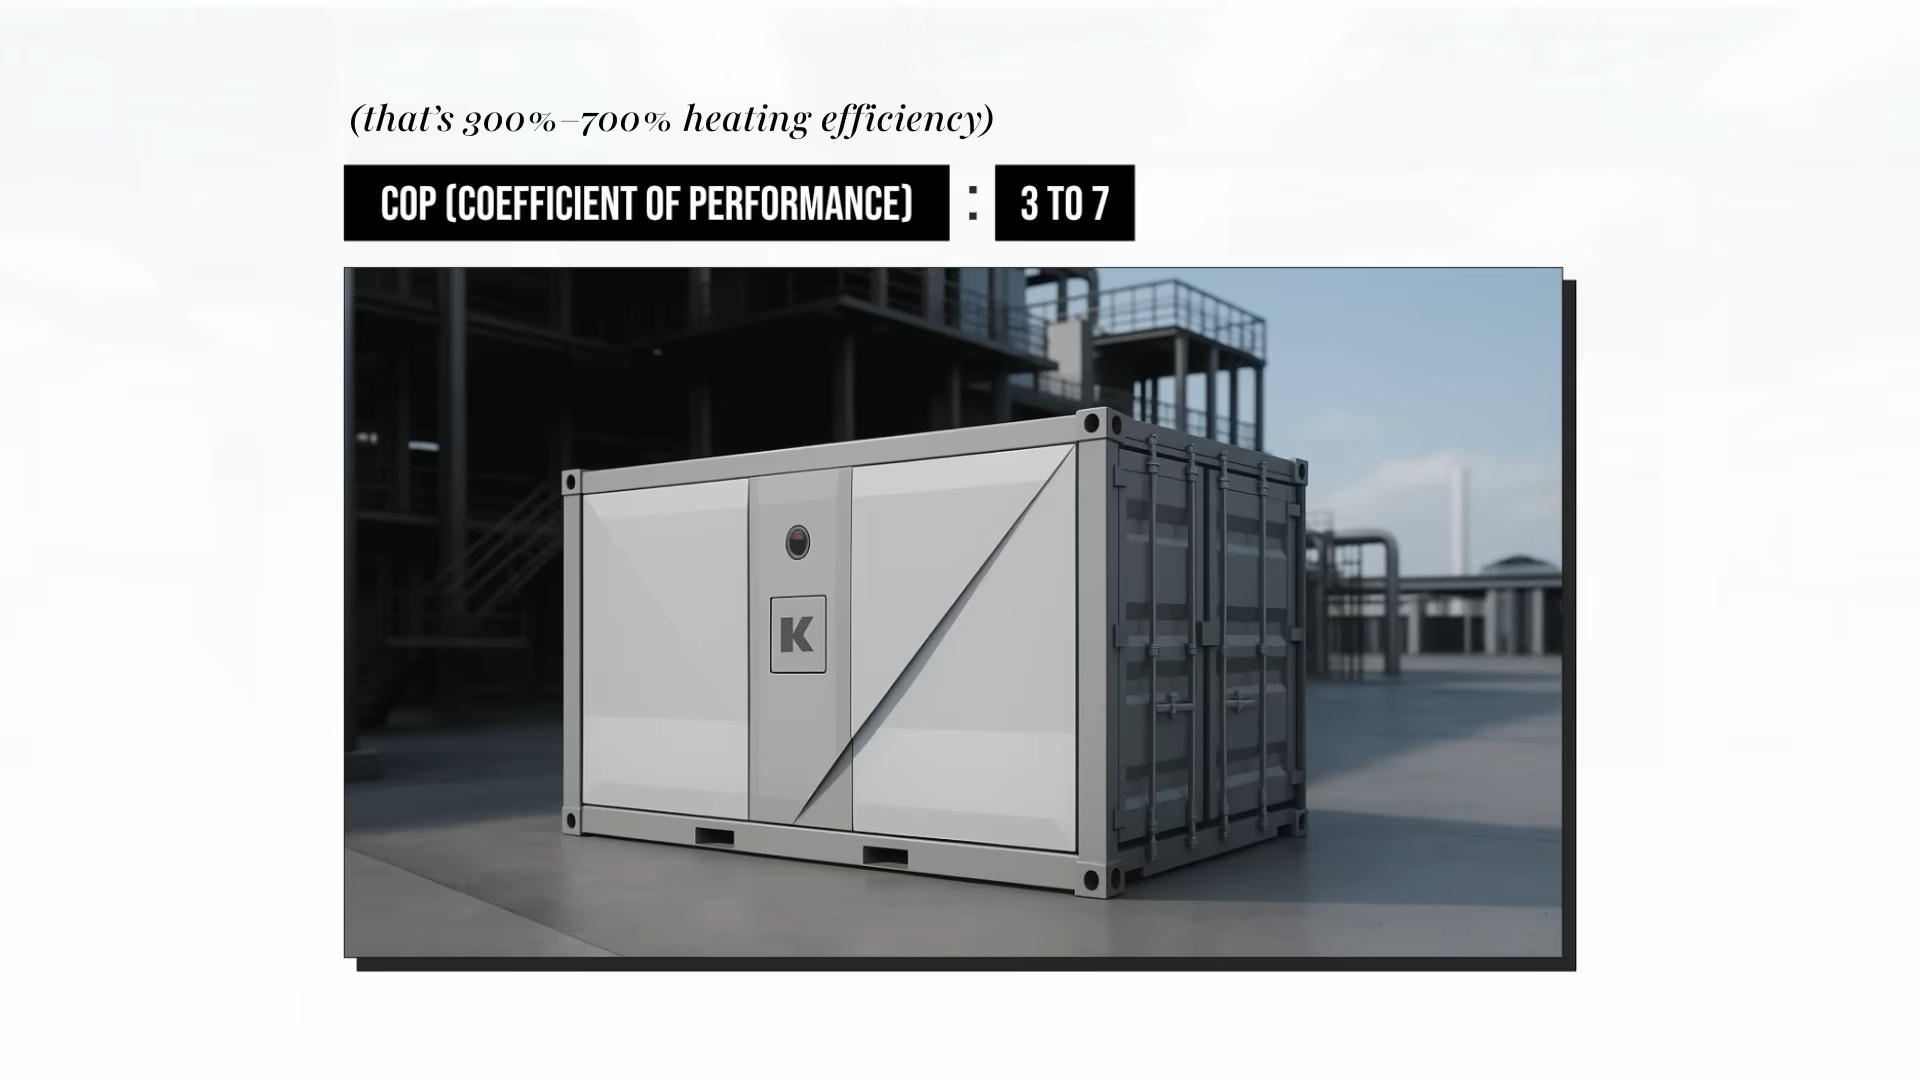 (that’s 300%–700% heating efficiency)
COP (COEFFICIENT OF PERFORMANCE) : 3 TO 7
K